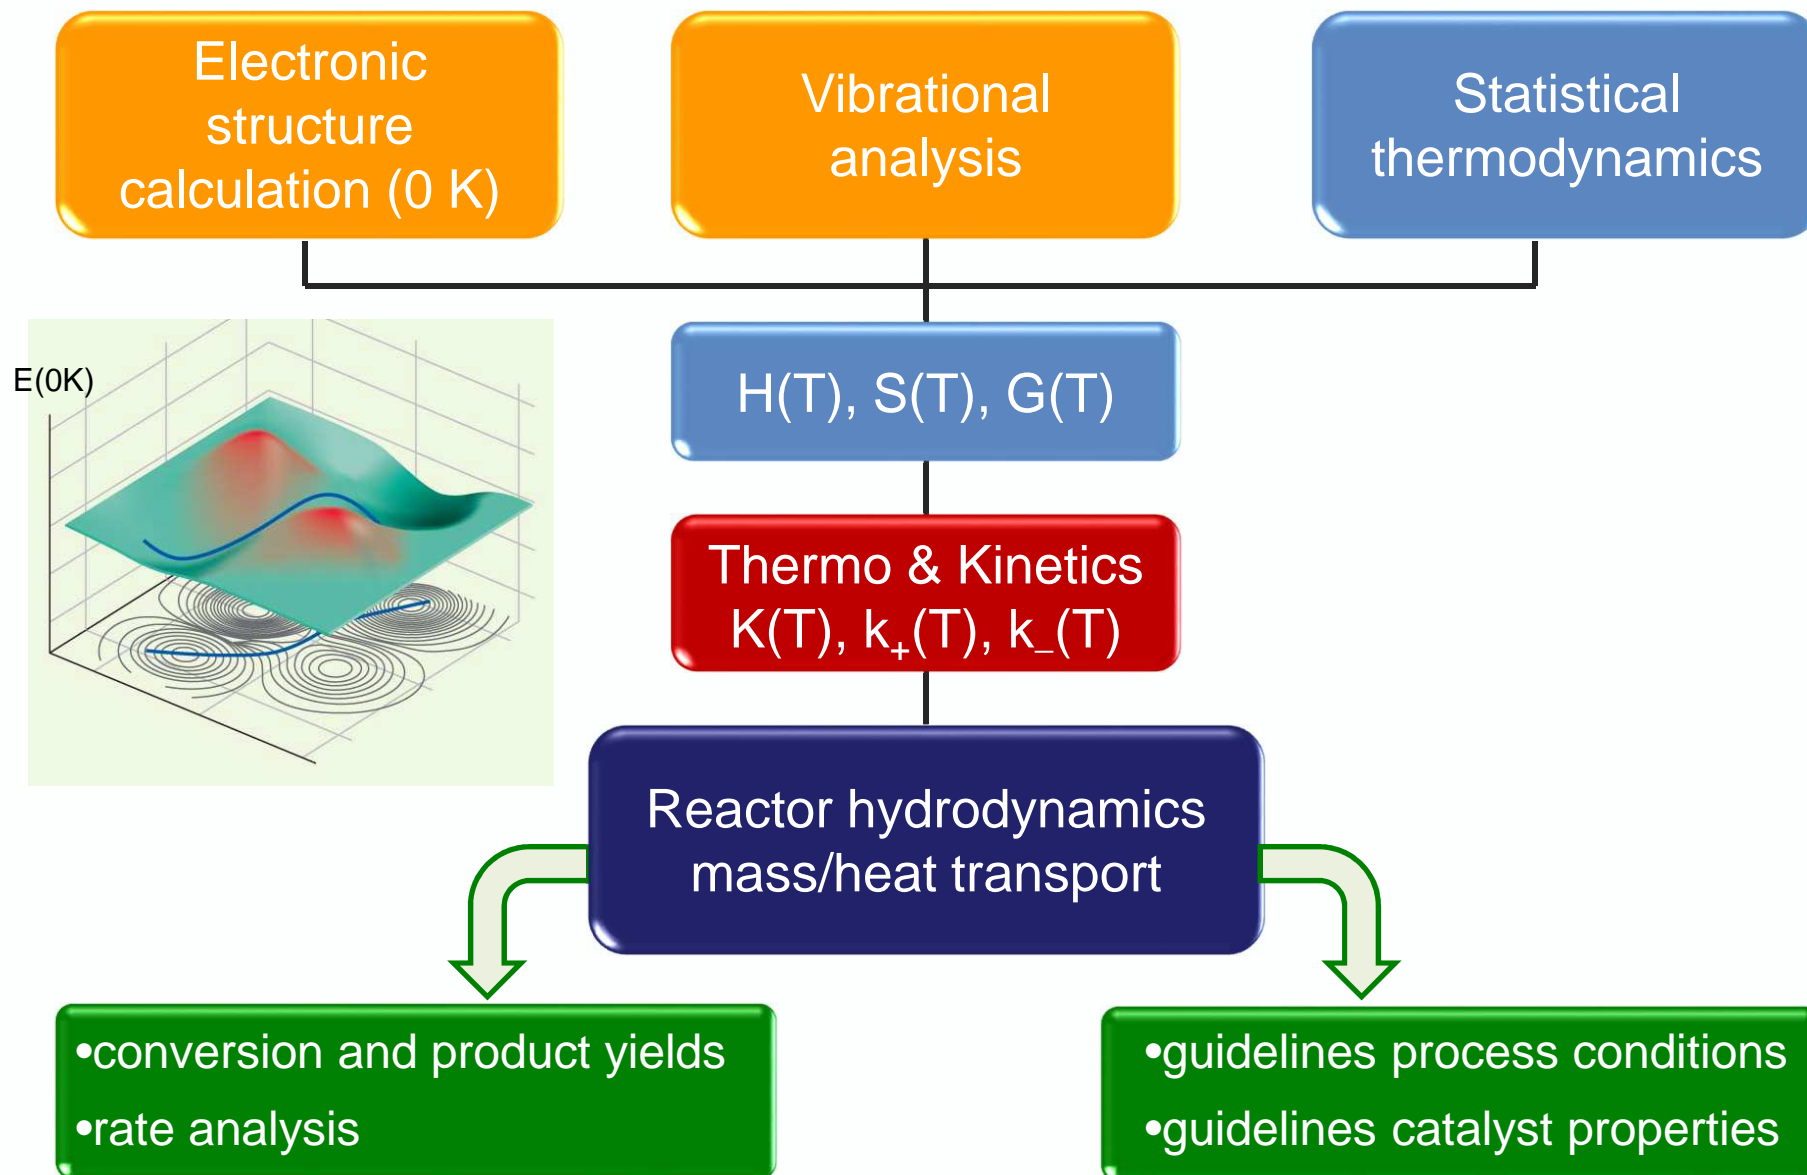 Electronic
structure
calculation (0 K)
Vibrational
analysis
Statistical
thermodynamics
E(0K)
H(T), S(T), G(T)
Thermo & Kinetics
K(T), k₊(T), k₋(T)
Reactor hydrodynamics
mass/heat transport
•conversion and product yields
•rate analysis
•guidelines process conditions
•guidelines catalyst properties